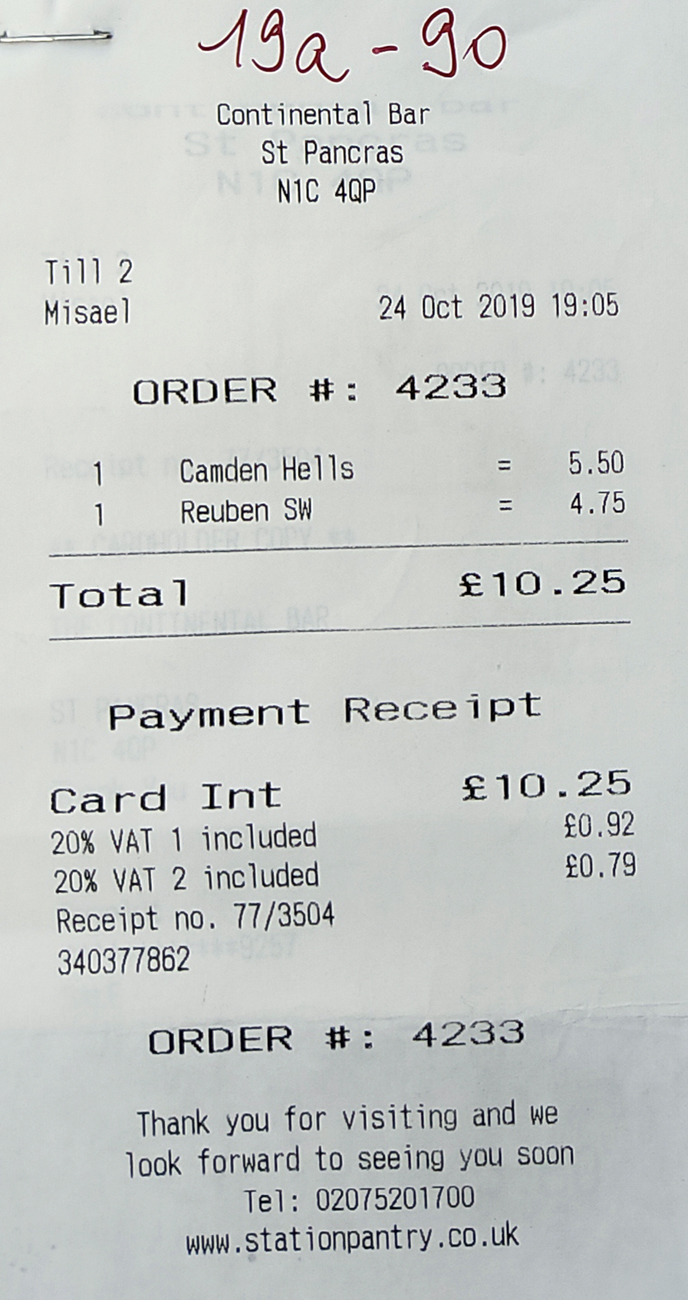 19a - 90
Continental Bar
St Pancras
N1C 4QP
Till 2
Misael 24 Oct 2019 19:05
ORDER #: 4233
1 Camden Hells = 5.50
1 Reuben SW = 4.75
Total £10.25
Payment Receipt
Card Int £10.25
20% VAT 1 included £0.92
20% VAT 2 included £0.79
Receipt no. 77/3504
340377862
ORDER #: 4233
Thank you for visiting and we
look forward to seeing you soon
Tel: 02075201700
www.stationpantry.co.uk